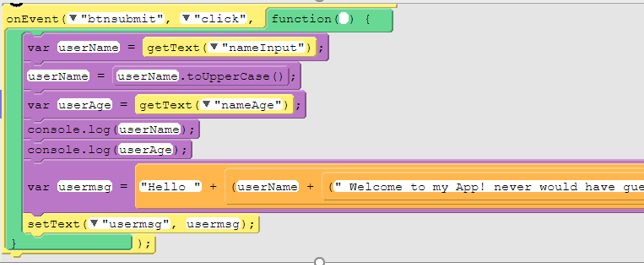 onEvent("btnsubmit", "click", function( ) {
var userName = getText("nameInput");
userName = userName.toUpperCase();
var userAge = getText("nameAge");
console.log(userName);
console.log(userAge);
var usermsg = "Hello " + (userName + (" Welcome to my App! never would have gue
setText("usermsg", usermsg);
} );